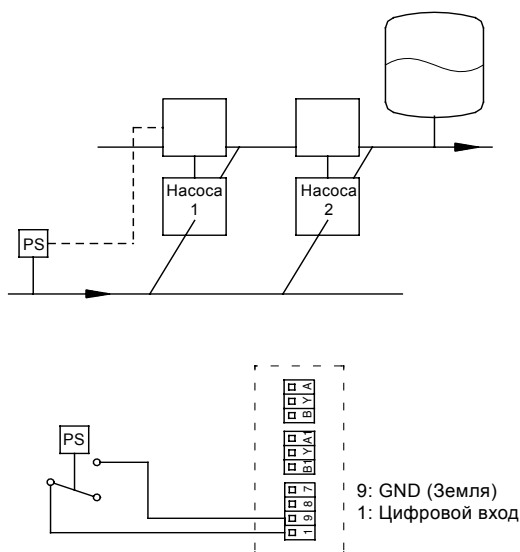 Насоса
1
Насоса
2
PS
PS
A
Y
B
A1
Y
B1
7
8
9
1
9: GND (Земля)
1: Цифровой вход